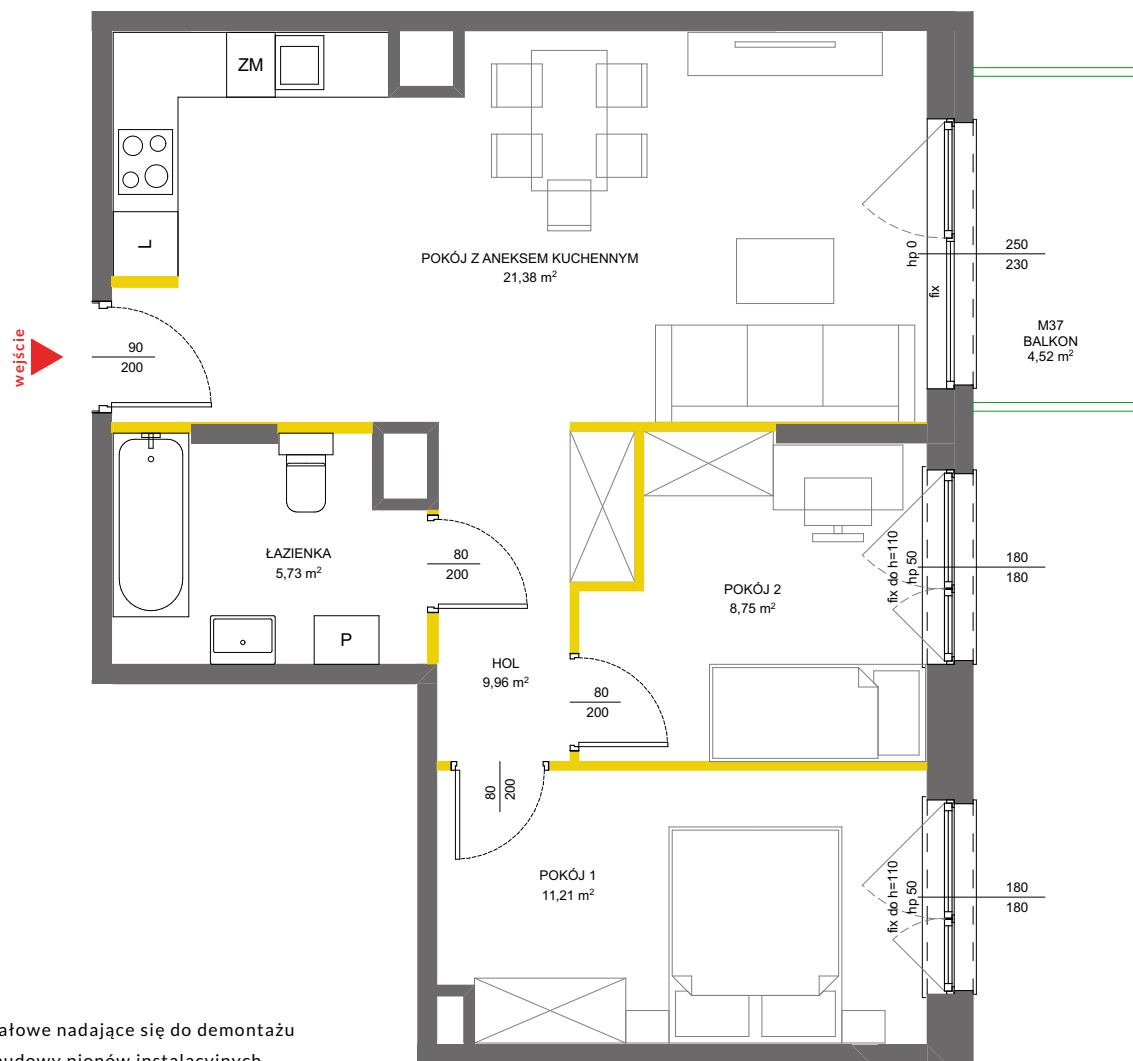 ZM
L
POKÓJ Z ANEKSEM KUCHENNYM
21,38 m²
hp 0
fix
250
230
M37
BALKON
4,52 m²
wejście
90
200
ŁAZIENKA
5,73 m²
P
80
200
HOL
9,96 m²
POKÓJ 2
8,75 m²
fix do h=110
hp 50
180
180
80
200
80
200
POKÓJ 1
11,21 m²
fix do h=110
hp 50
180
180
nadające się do demontażu
pionów instalacyjnych